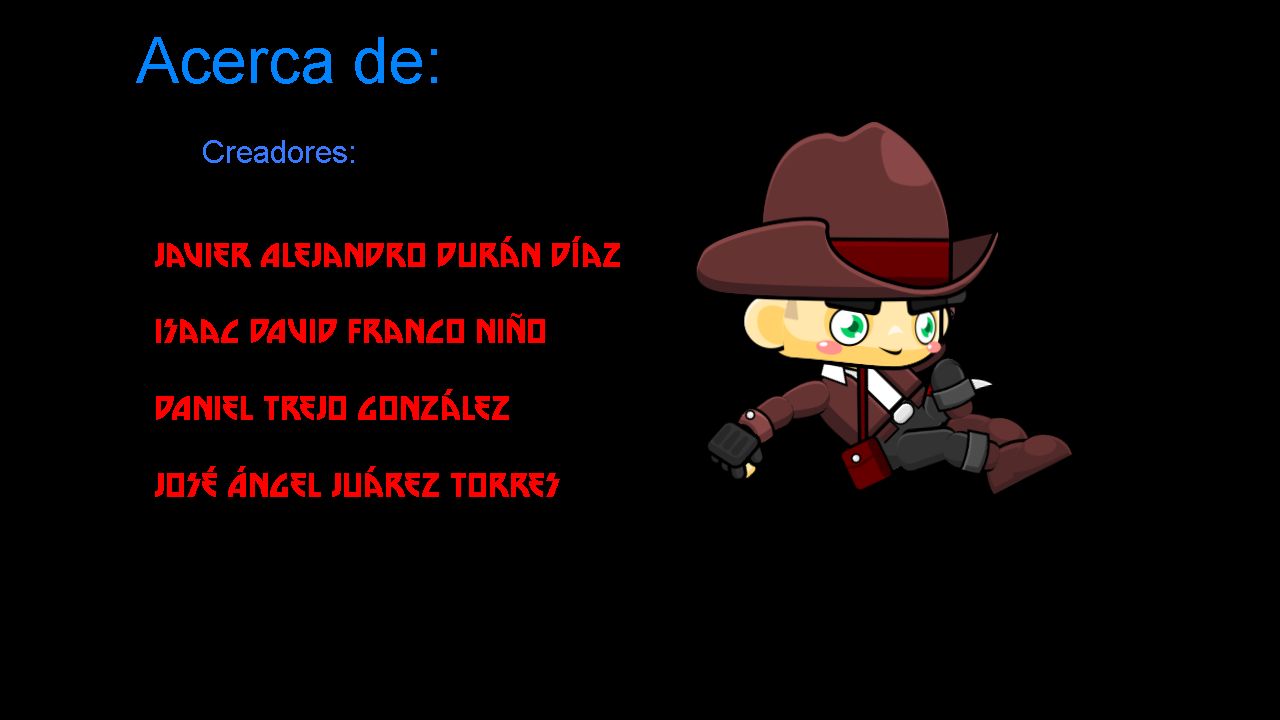 Acerca de:
Creadores:
JAVIER ALEJANDRO DURÁN DÍAZ
ISAAC DAVID FRANCO NIÑO
DANIEL TREJO GONZÁLEZ
JOSÉ ÁNGEL JUÁREZ TORRES